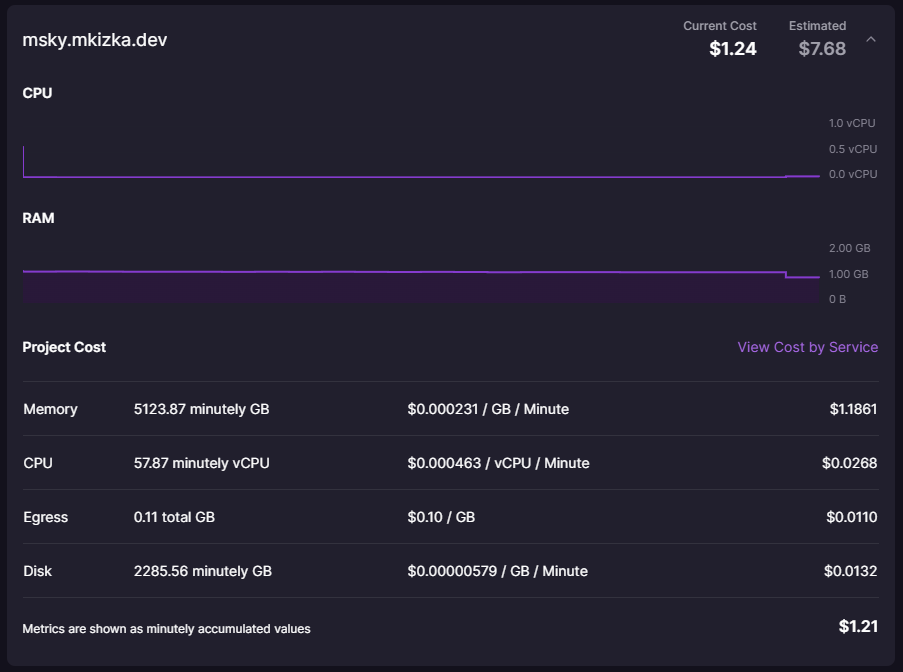 msky.mkizka.dev
Current Cost
$1.24
Estimated
$7.68
CPU
1.0 vCPU
0.5 vCPU
0.0 vCPU
RAM
2.00 GB
1.00 GB
0 B
Project Cost
View Cost by Service
Memory 5123.87 minutely GB $0.000231 / GB / Minute $1.1861
CPU 57.87 minutely vCPU $0.000463 / vCPU / Minute $0.0268
Egress 0.11 total GB $0.10 / GB $0.0110
Disk 2285.56 minutely GB $0.00000579 / GB / Minute $0.0132
Metrics are shown as minutely accumulated values $1.21